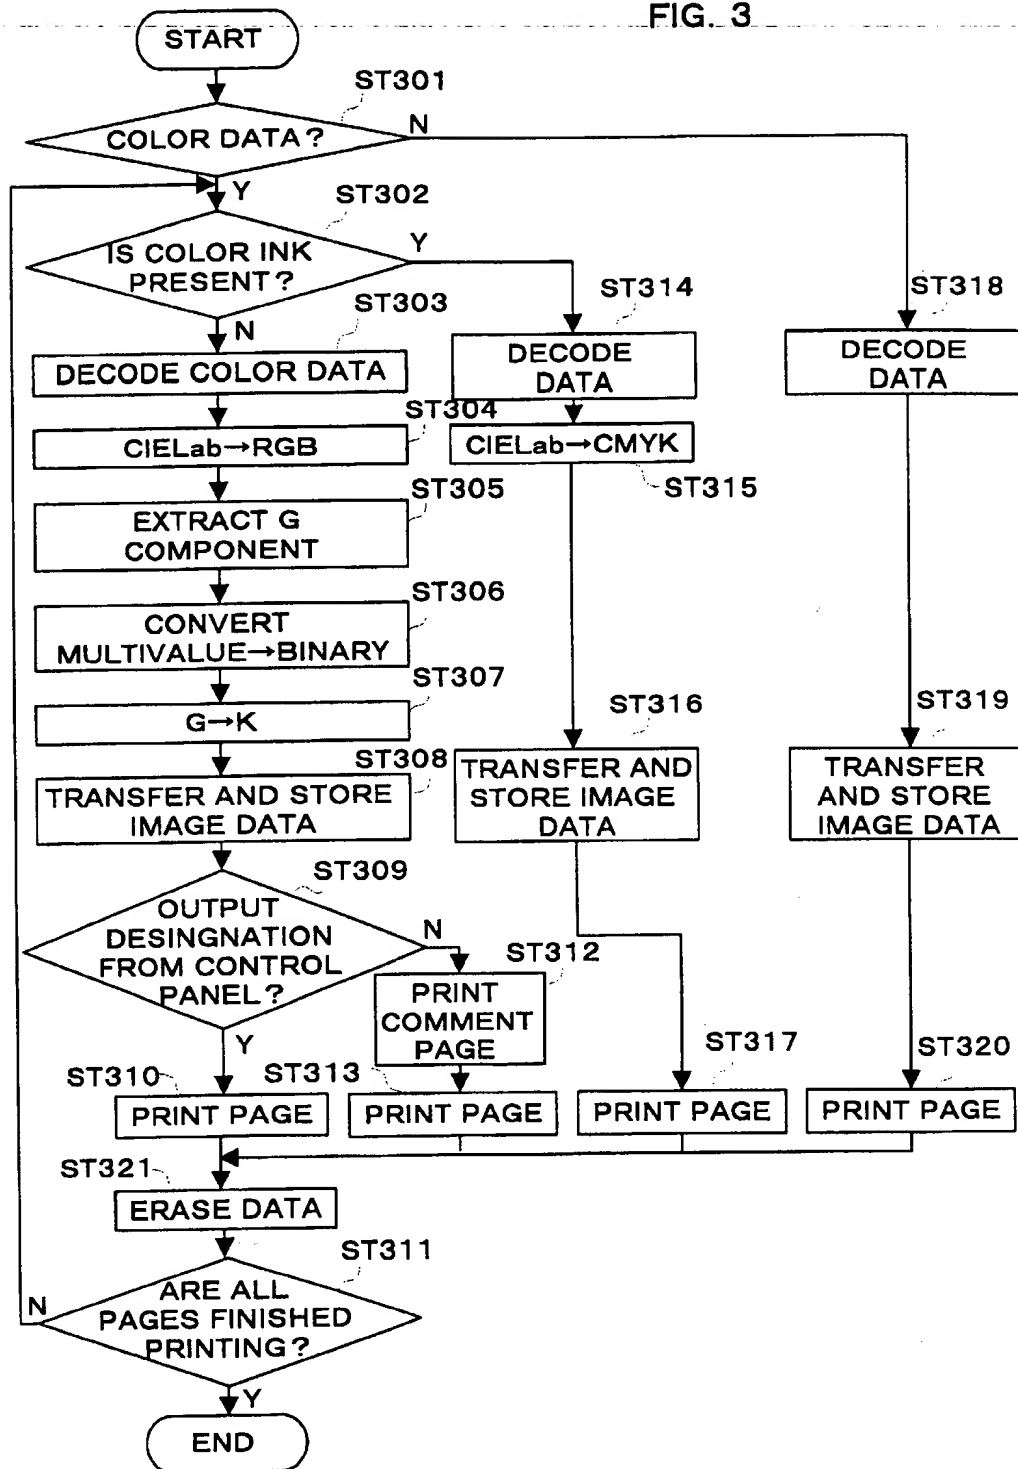 FIG. 3
START
ST301
COLOR DATA?
N
Y
ST302
IS COLOR INK
PRESENT?
Y
N
ST303
DECODE COLOR DATA
ST304
CIELab→RGB
ST305
EXTRACT G
COMPONENT
ST306
CONVERT
MULTIVALUE→BINARY
ST307
G→K
ST308
TRANSFER AND STORE
IMAGE DATA
ST309
OUTPUT
DESINGNATION
FROM CONTROL
PANEL?
N
Y
ST310
PRINT PAGE
ST312
PRINT
COMMENT
PAGE
ST313
PRINT PAGE
ST314
DECODE
DATA
CIELab→CMYK
ST315
ST316
TRANSFER AND
STORE IMAGE
DATA
ST317
PRINT PAGE
ST318
DECODE
DATA
ST319
TRANSFER
AND STORE
IMAGE DATA
ST320
PRINT PAGE
ST321
ERASE DATA
ST311
ARE ALL
PAGES FINISHED
PRINTING?
N
Y
END